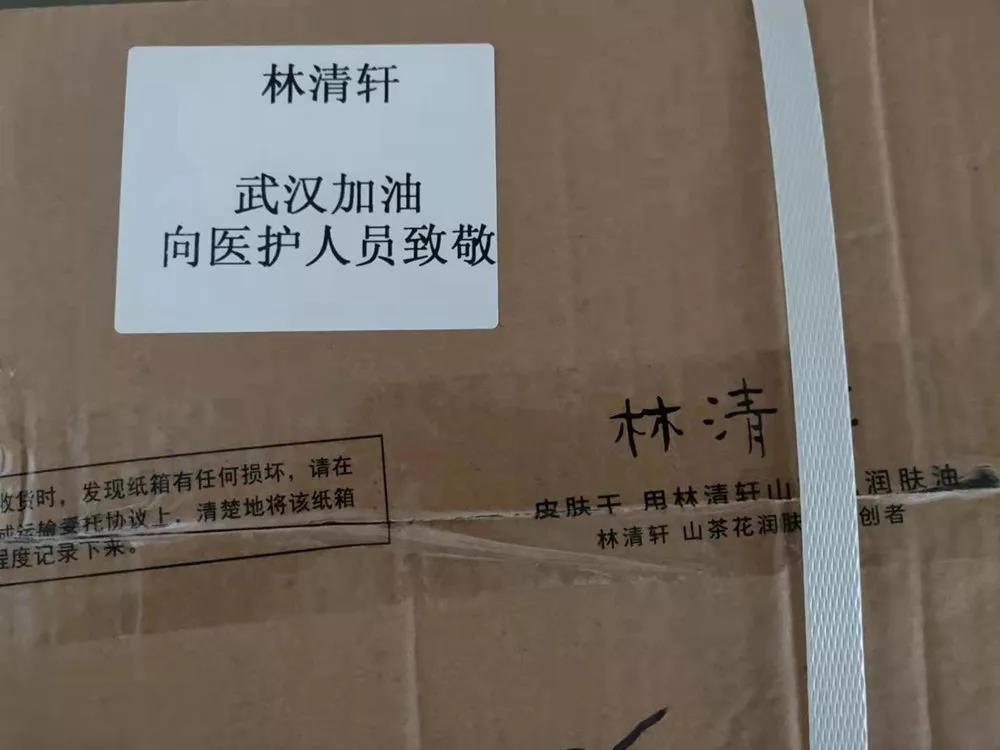 林清轩
武汉加油
向医护人员致敬
林清
皮肤干 用林清轩山 润肤油
林清轩 山茶花润肤 创者
收货时，发现纸箱有任何损坏，请在
运输委托协议上，清楚地将该纸箱
程度记录下来。